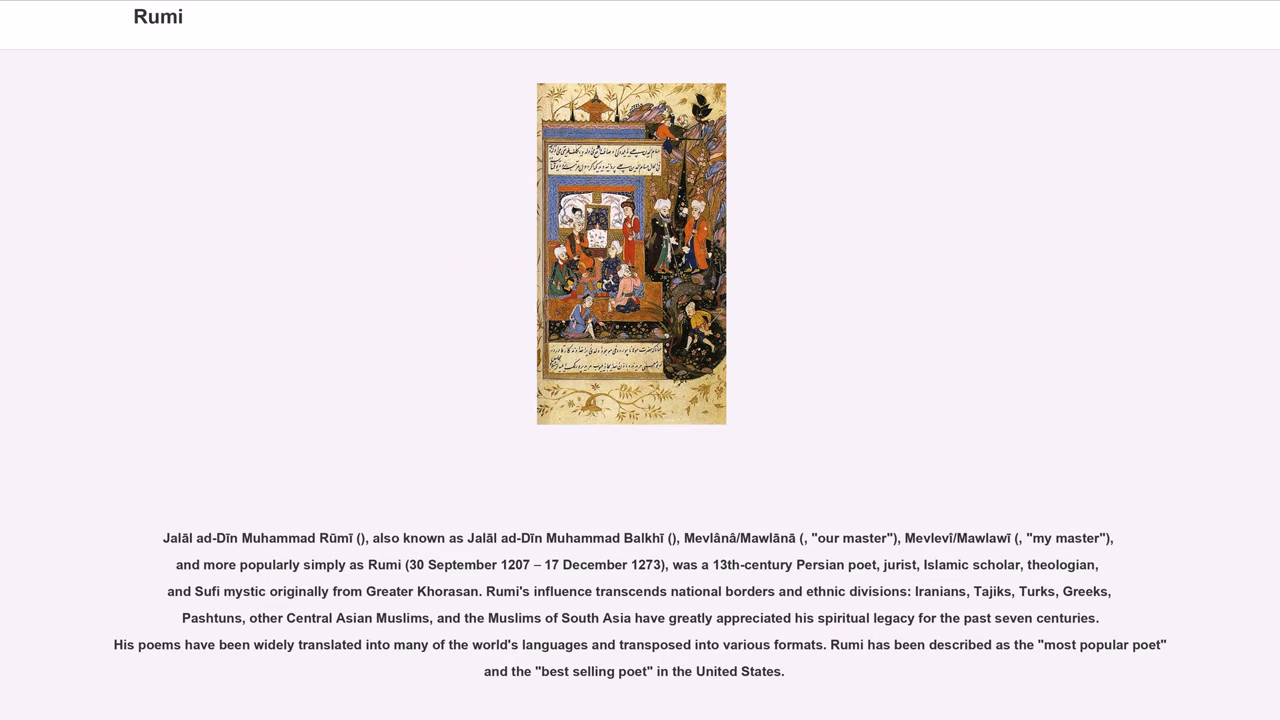 Rumi
Jalāl ad-Dīn Muhammad Rūmī (), also known as Jalāl ad-Dīn Muhammad Balkhī (), Mevlânâ/Mawlānā (, "our master"), Mevlevî/Mawlawī (, "my master"),
and more popularly simply as Rumi (30 September 1207 – 17 December 1273), was a 13th-century Persian poet, jurist, Islamic scholar, theologian,
and Sufi mystic originally from Greater Khorasan. Rumi's influence transcends national borders and ethnic divisions: Iranians, Tajiks, Turks, Greeks,
Pashtuns, other Central Asian Muslims, and the Muslims of South Asia have greatly appreciated his spiritual legacy for the past seven centuries.
His poems have been widely translated into many of the world's languages and transposed into various formats. Rumi has been described as the "most popular poet"
and the "best selling poet" in the United States.